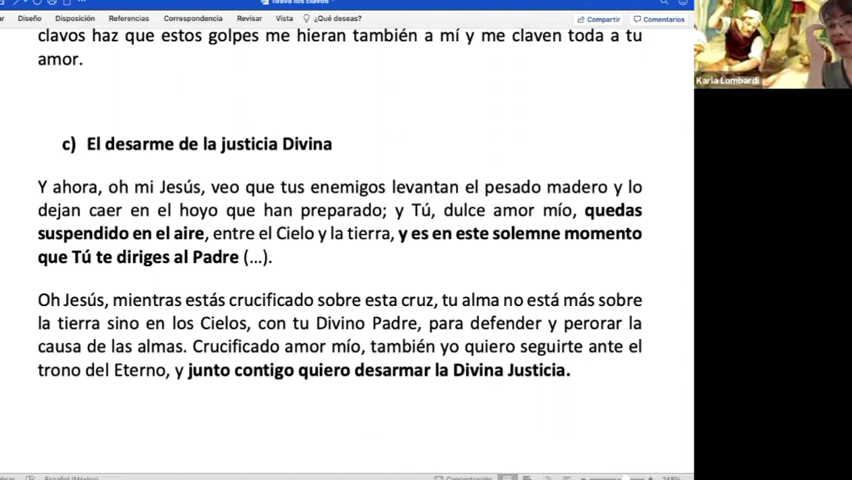 Diseño Disposición Referencias Correspondencia Revisar Vista ¿Qué deseas? Compartir Comentarios
clavos haz que estos golpes me hieran también a mí y me claven toda a tu
amor.
c) El desarme de la justicia Divina
Y ahora, oh mi Jesús, veo que tus enemigos levantan el pesado madero y lo
dejan caer en el hoyo que han preparado; y Tú, dulce amor mío, quedas
suspendido en el aire, entre el Cielo y la tierra, y es en este solemne momento
que Tú te diriges al Padre (...).
Oh Jesús, mientras estás crucificado sobre esta cruz, tu alma no está más sobre
la tierra sino en los Cielos, con tu Divino Padre, para defender y perorar la
causa de las almas. Crucificado amor mío, también yo quiero seguirte ante el
trono del Eterno, y junto contigo quiero desarmar la Divina Justicia.
Karla Lombardi
Español (México)